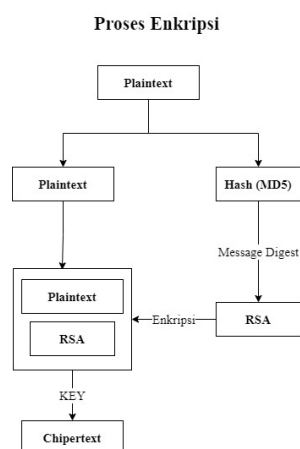 Proses Enkripsi
Plaintext
Plaintext
Hash (MD5)
Message Digest
Plaintext
RSA
Enkripsi
RSA
KEY
Chipertext